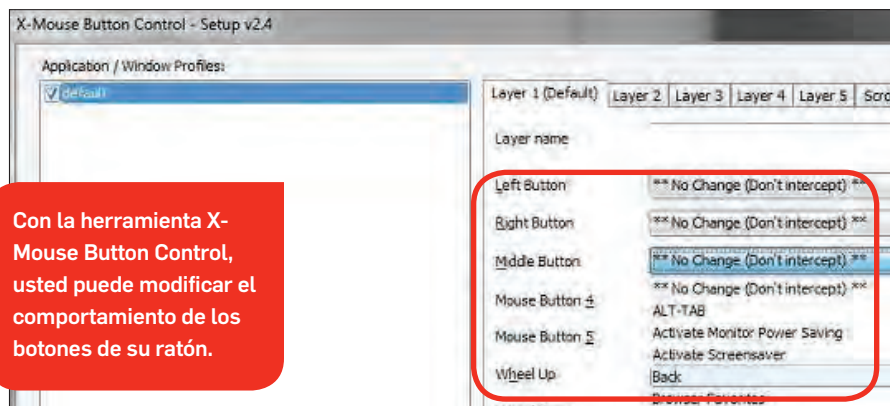 X-Mouse Button Control - Setup v2.4
Application / Window Profiles:
default
Layer 1 (Default) Layer 2 Layer 3 Layer 4 Layer 5 Scro
Layer name
Left Button ** No Change (Don't intercept) **
Right Button ** No Change (Don't intercept) **
Middle Button ** No Change (Don't intercept) **
** No Change (Don't intercept) **
Mouse Button 4
ALT-TAB
Mouse Button 5 Activate Monitor Power Saving
Activate Screensaver
Wheel Up Back
Browser Favorites
Con la herramienta X-
Mouse Button Control,
usted puede modificar el
comportamiento de los
botones de su ratón.